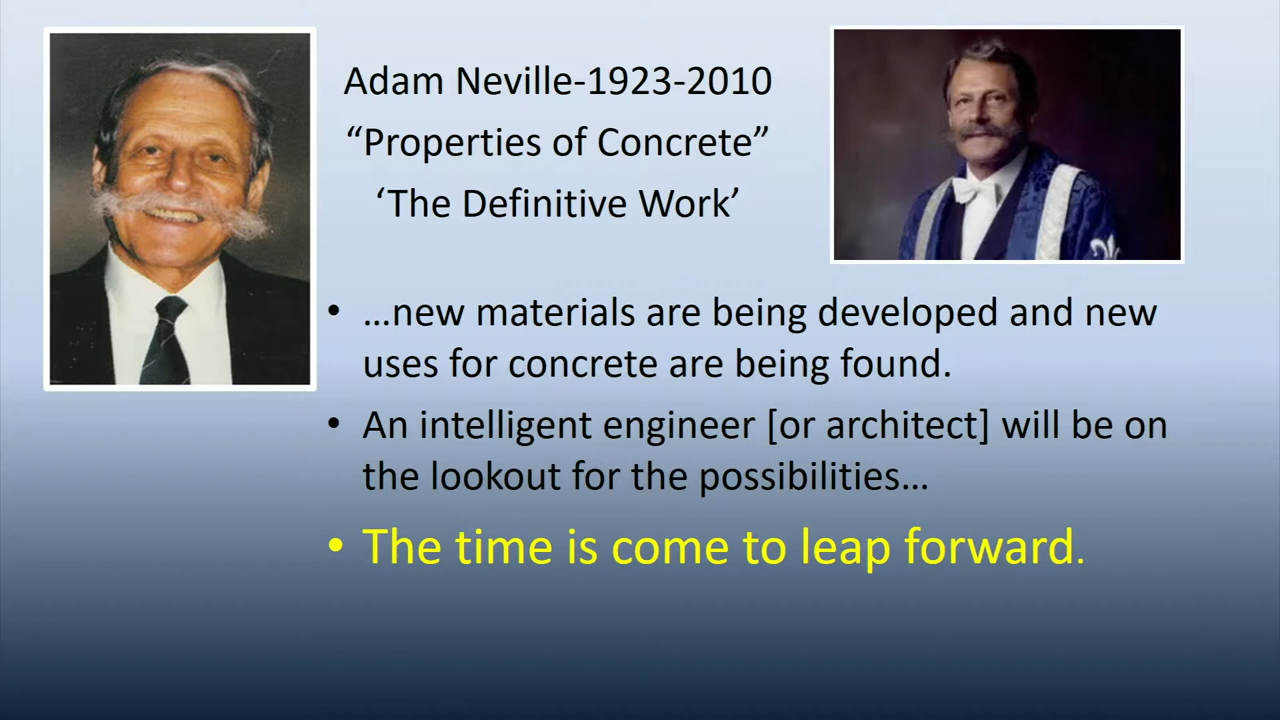 Adam Neville-1923-2010
“Properties of Concrete”
‘The Definitive Work’
• …new materials are being developed and new
uses for concrete are being found.
• An intelligent engineer [or architect] will be on
the lookout for the possibilities…
• The time is come to leap forward.